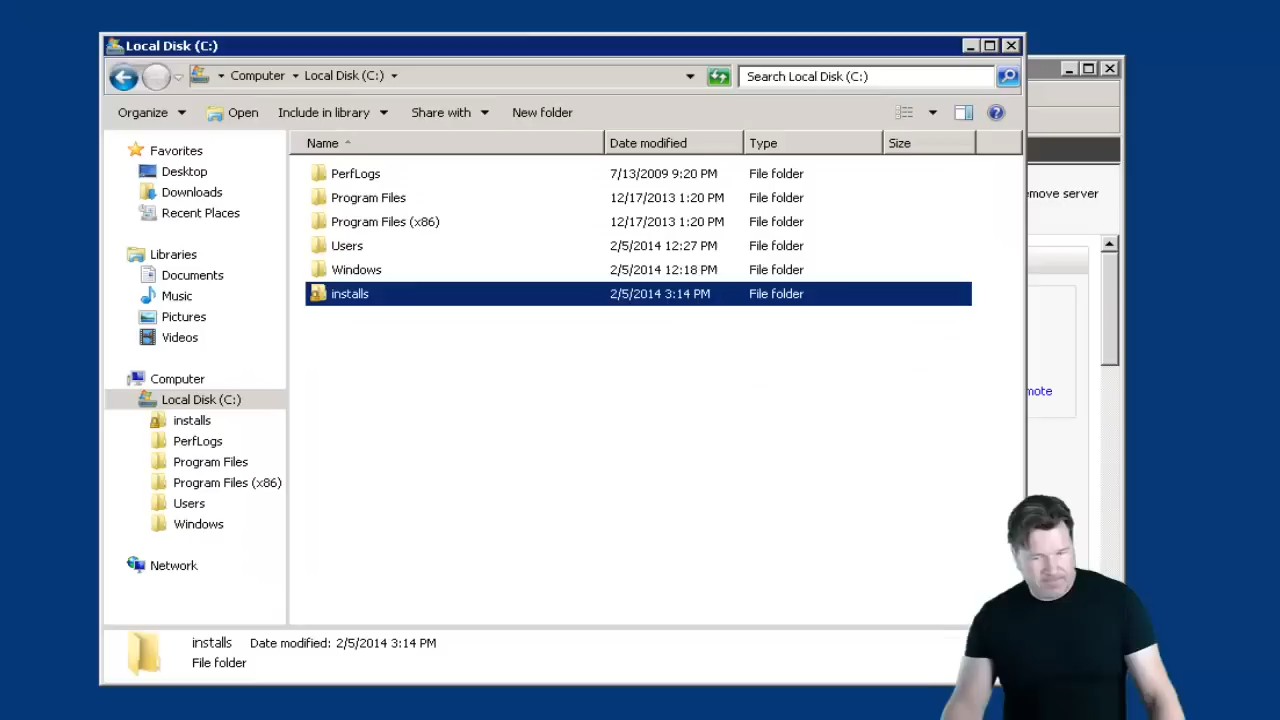 Local Disk (C:)
Computer Local Disk (C:)
Search Local Disk (C:)
Organize Open Include in library Share with New folder
Name Date modified Type Size
Favorites
Desktop
Downloads
Recent Places
Libraries
Documents
Music
Pictures
Videos
Computer
Local Disk (C:)
installs
PerfLogs
Program Files
Program Files (x86)
Users
Windows
Network
PerfLogs 7/13/2009 9:20 PM File folder
Program Files 12/17/2013 1:20 PM File folder
Program Files (x86) 12/17/2013 1:20 PM File folder
Users 2/5/2014 12:27 PM File folder
Windows 2/5/2014 12:18 PM File folder
installs 2/5/2014 3:14 PM File folder
emove server
mote
installs Date modified: 2/5/2014 3:14 PM
File folder